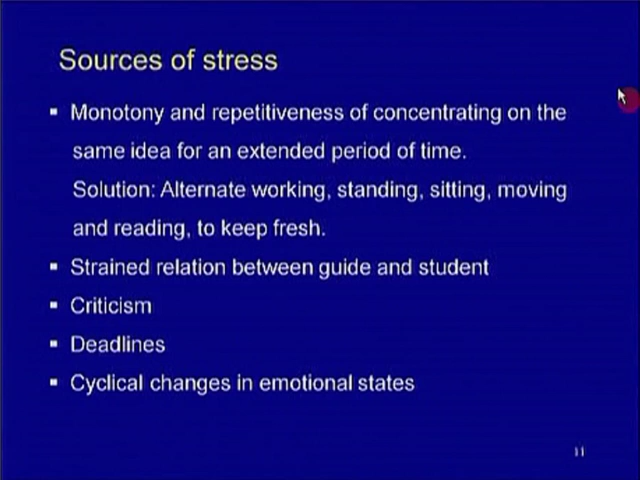 Sources of stress
▪ Monotony and repetitiveness of concentrating on the
same idea for an extended period of time.
Solution: Alternate working, standing, sitting, moving
and reading, to keep fresh.
▪ Strained relation between guide and student
▪ Criticism
▪ Deadlines
▪ Cyclical changes in emotional states
11